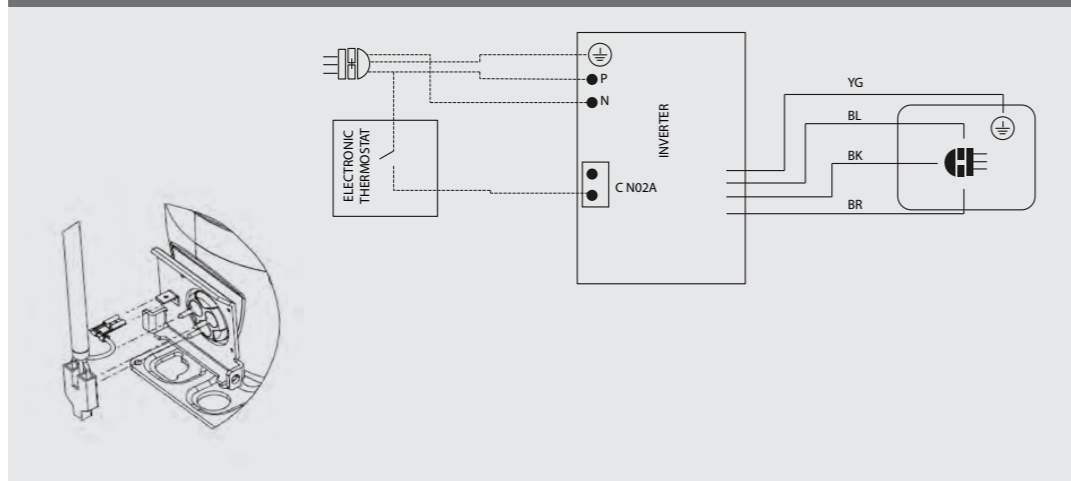 P
N
ELECTRONIC
THERMOSTAT
INVERTER
C N02A
YG
BL
BK
BR